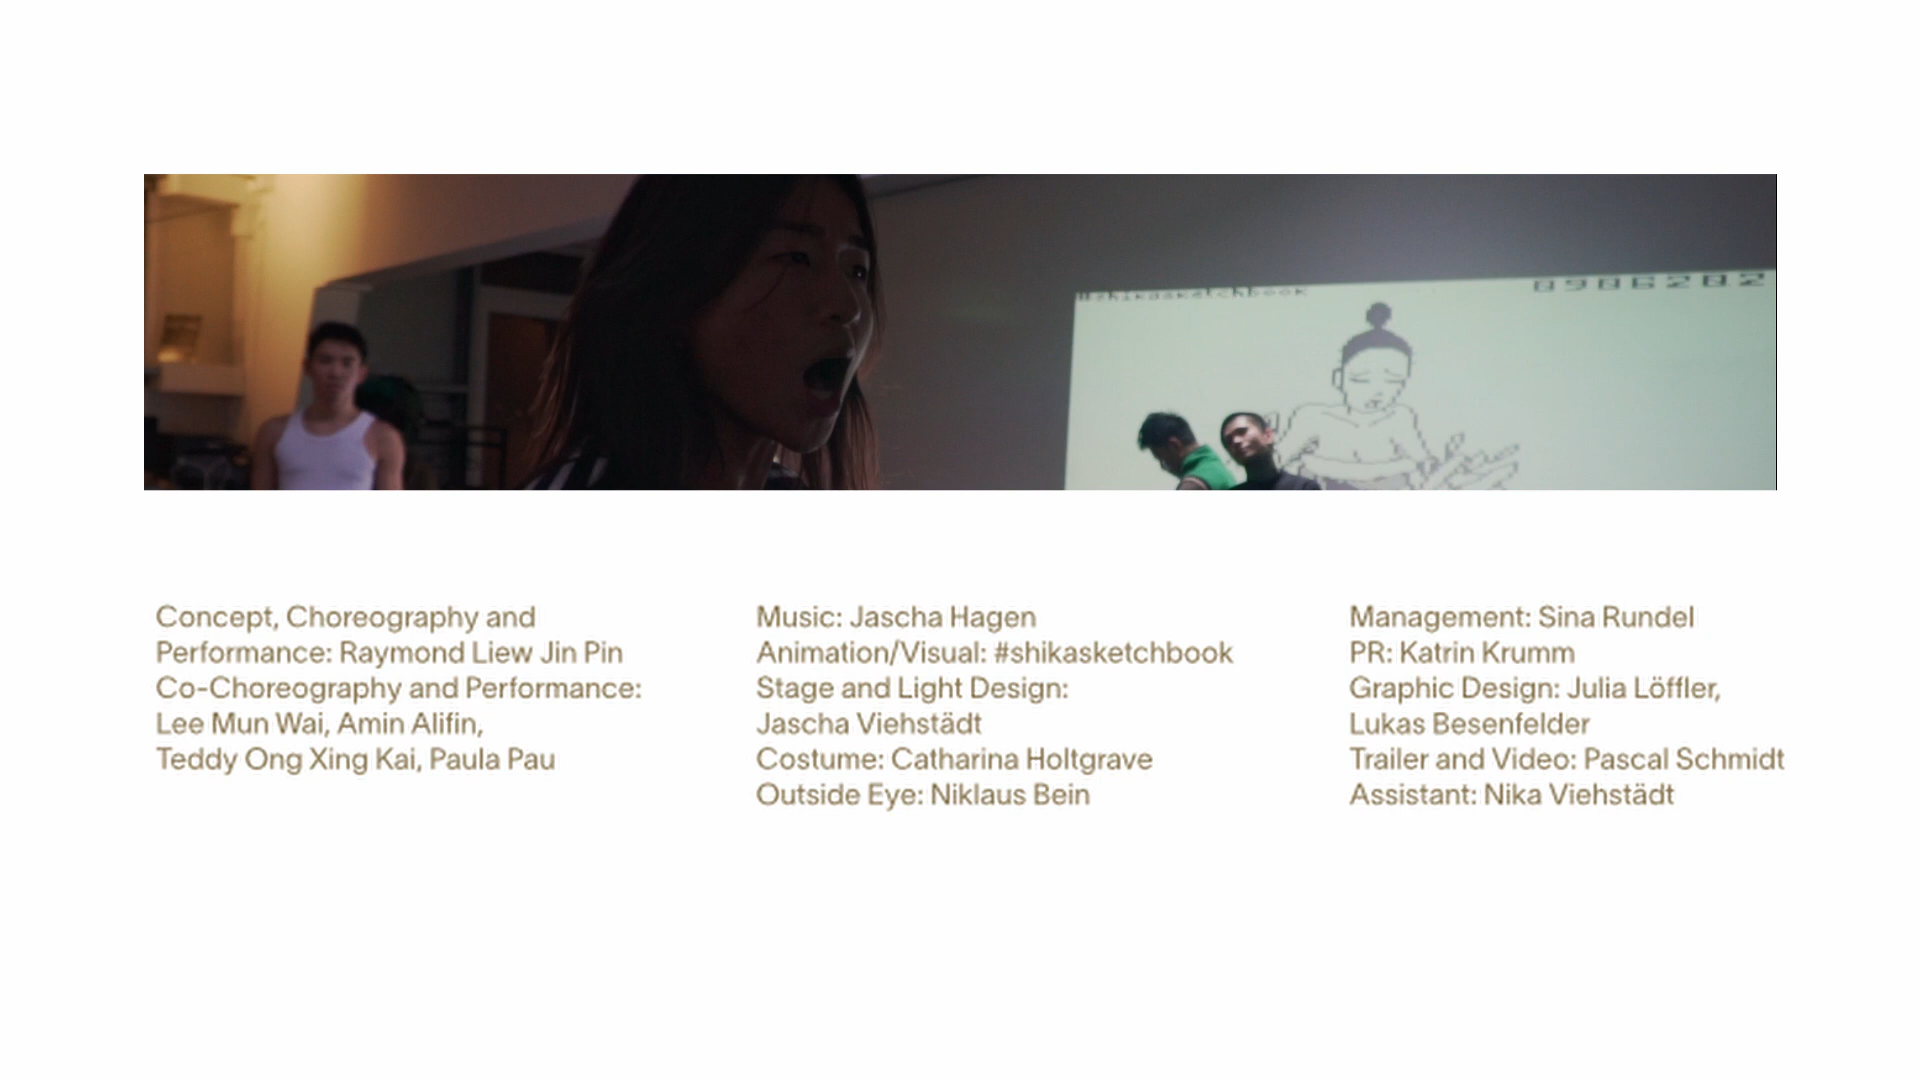 #shikasketchbook
8906202
Concept, Choreography and
Performance: Raymond Liew Jin Pin
Co-Choreography and Performance:
Lee Mun Wai, Amin Alifin,
Teddy Ong Xing Kai, Paula Pau
Music: Jascha Hagen
Animation/Visual: #shikasketchbook
Stage and Light Design:
Jascha Viehstädt
Costume: Catharina Holtgrave
Outside Eye: Niklaus Bein
Management: Sina Rundel
PR: Katrin Krumm
Graphic Design: Julia Löffler,
Lukas Besenfelder
Trailer and Video: Pascal Schmidt
Assistant: Nika Viehstädt